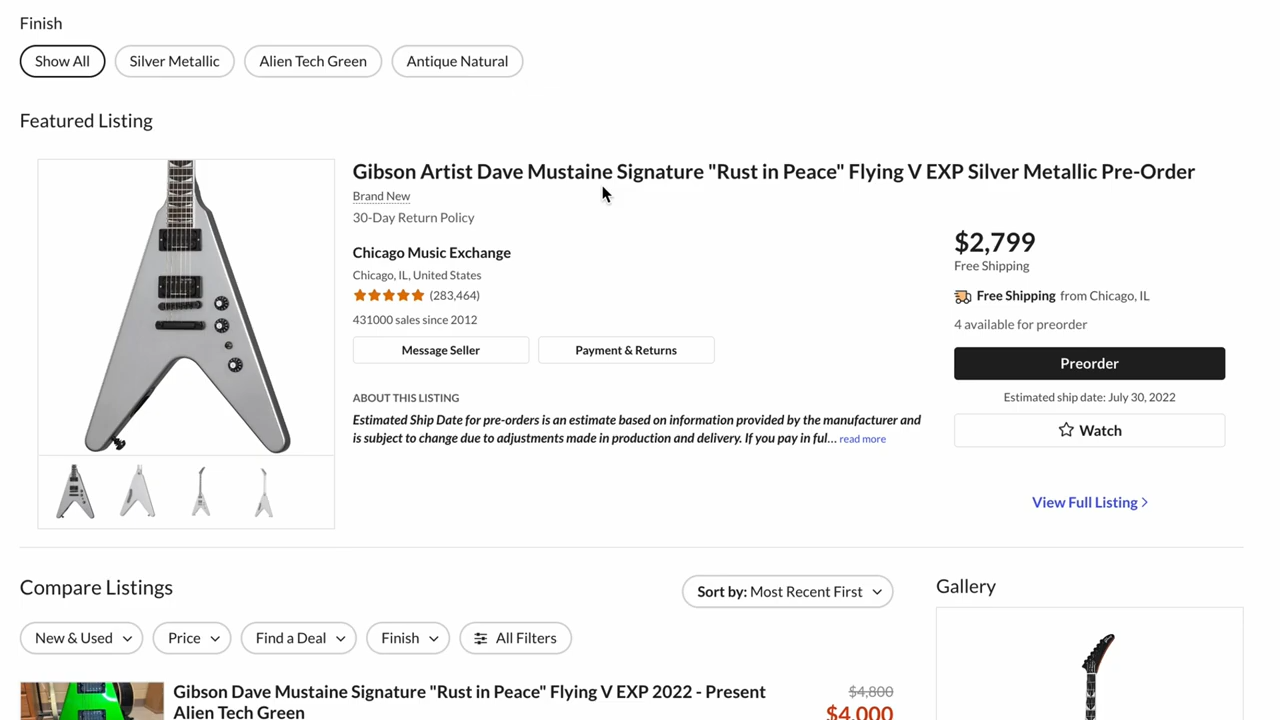 Finish
Show All
Silver Metallic
Alien Tech Green
Antique Natural
Featured Listing
Gibson Artist Dave Mustaine Signature "Rust in Peace" Flying V EXP Silver Metallic Pre-Order
Brand New
30-Day Return Policy
Chicago Music Exchange
Chicago, IL, United States
(283,464)
431000 sales since 2012
Message Seller
Payment & Returns
ABOUT THIS LISTING
Estimated Ship Date for pre-orders is an estimate based on information provided by the manufacturer and
is subject to change due to adjustments made in production and delivery. If you pay in ful... read more
$2,799
Free Shipping
Free Shipping from Chicago, IL
4 available for preorder
Preorder
Estimated ship date: July 30, 2022
Watch
View Full Listing
Compare Listings
Sort by: Most Recent First
New & Used
Price
Find a Deal
Finish
All Filters
Gibson Dave Mustaine Signature "Rust in Peace" Flying V EXP 2022 - Present
Alien Tech Green
$4,800
$4,000
Gallery